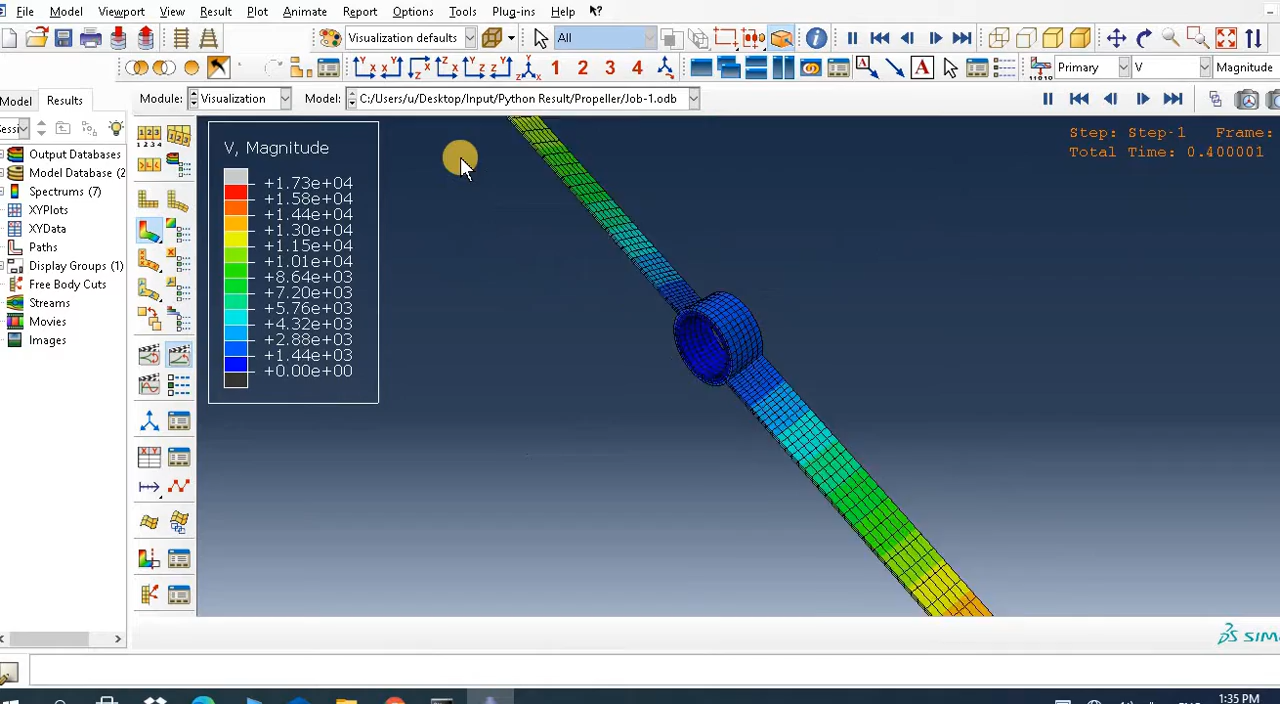 File Model Viewport View Result Plot Animate Report Options Tools Plug-ins Help
Visualization defaults All
1 2 3 4 A Primary V Magnitude
Model Results Module: Visualization Model: C:/Users/u/Desktop/Input/Python Result/Propeller/Job-1.odb
Output Databases
Model Database (2
Spectrums (7)
XYPlots
XYData
Paths
Display Groups (1)
Free Body Cuts
Streams
Movies
Images
V, Magnitude
+1.73e+04
+1.58e+04
+1.44e+04
+1.30e+04
+1.15e+04
+1.01e+04
+8.64e+03
+7.20e+03
+5.76e+03
+4.32e+03
+2.88e+03
+1.44e+03
+0.00e+00
Step: Step-1 Frame:
Total Time: 0.400001
1:35 PM